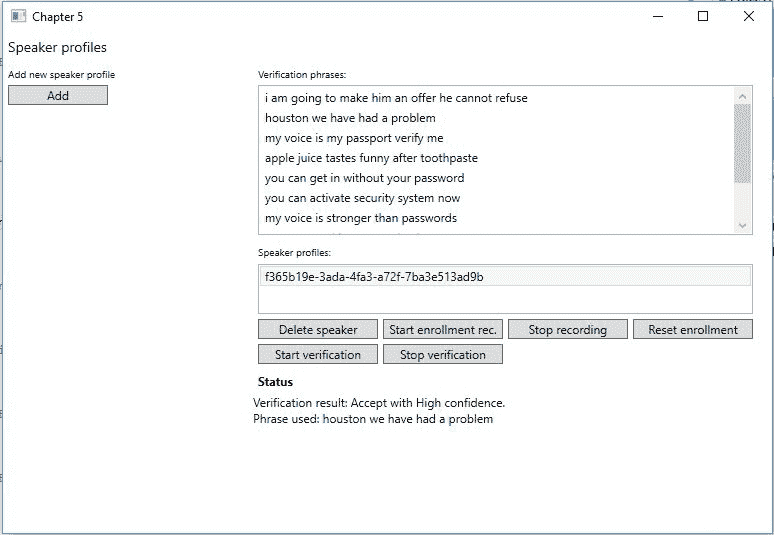 Chapter 5
Speaker profiles
Add new speaker profile
Add
Verification phrases:
i am going to make him an offer he cannot refuse
houston we have had a problem
my voice is my passport verify me
apple juice tastes funny after toothpaste
you can get in without your password
you can activate security system now
my voice is stronger than passwords
Speaker profiles:
f365b19e-3ada-4fa3-a72f-7ba3e513ad9b
Delete speaker Start enrollment rec. Stop recording Reset enrollment
Start verification Stop verification
Status
Verification result: Accept with High confidence.
Phrase used: houston we have had a problem